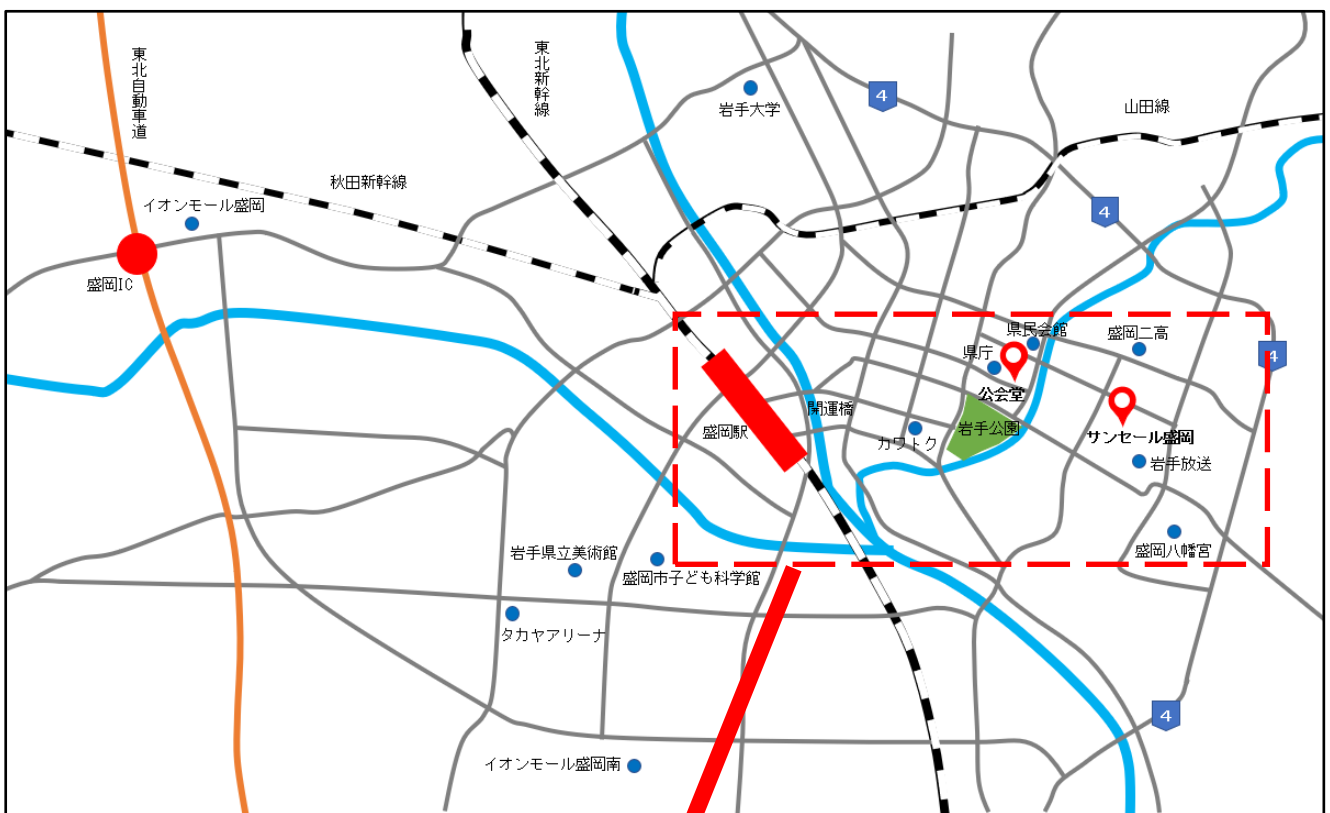 東北自動車道
東北新幹線
岩手大学
4
山田線
秋田新幹線
イオンモール盛岡
4
盛岡IC
県民会館
盛岡二高
県庁
4
公会堂
開運橋
盛岡駅
カワトク
岩手公園
サンセール盛岡
岩手放送
盛岡八幡宮
岩手県立美術館
盛岡市子ども科学館
タカヤアリーナ
4
イオンモール盛岡南